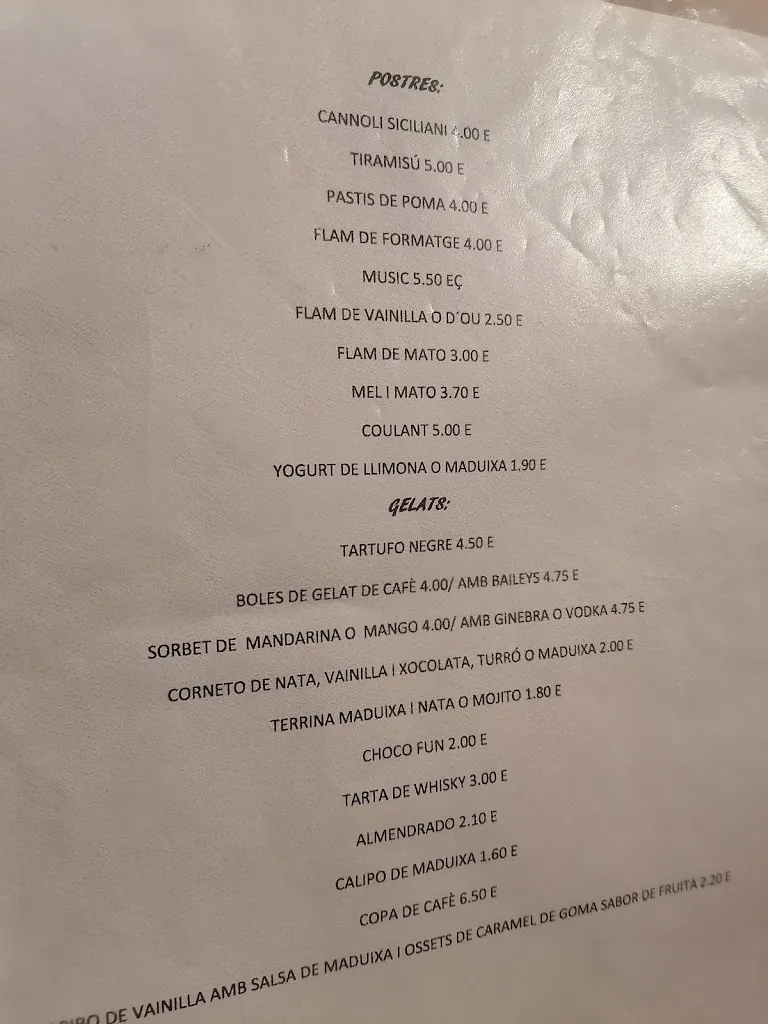 POSTRES:
CANNOLI SICILIANI 4.00 E
TIRAMISÚ 5.00 E
PASTIS DE POMA 4.00 E
FLAM DE FORMATGE 4.00 E
MUSIC 5.50 EÇ
FLAM DE VAINILLA O D´OU 2.50 E
FLAM DE MATO 3.00 E
MEL I MATO 3.70 E
COULANT 5.00 E
YOGURT DE LLIMONA O MADUIXA 1.90 E
GELATS:
TARTUFO NEGRE 4.50 E
BOLES DE GELAT DE CAFÈ 4.00/ AMB BAILEYS 4.75 E
SORBET DE MANDARINA O MANGO 4.00/ AMB GINEBRA O VODKA 4.75 E
CORNETO DE NATA, VAINILLA I XOCOLATA, TURRÓ O MADUIXA 2.00 E
TERRINA MADUIXA I NATA O MOJITO 1.80 E
CHOCO FUN 2.00 E
TARTA DE WHISKY 3.00 E
ALMENDRADO 2.10 E
CALIPO DE MADUIXA 1.60 E
COPA DE CAFÈ 6.50 E
DE VAINILLA AMB SALSA DE MADUIXA I OSSETS DE CARAMEL DE GOMA SABOR DE FRUITA 2.20 E